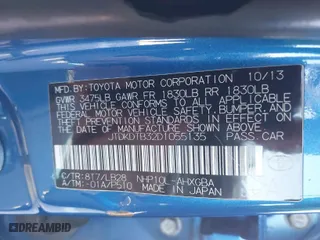 MFD.BY:TOYOTA MOTOR CORPORATION 10/13
GVWR 3475LB GAWR FR 1830LB RR 1830LB
THIS VEHICLE CONFORMS TO ALL APPLICABLE
FEDERAL MOTOR VEHICLE SAFETY, BUMPER,
AND THEFT PREVENTION STANDARDS IN EFFECT
ON THE DATE OF MANUFACTURE SHOWN ABOVE.
JTDKDTB32D1055135 PASS.CAR
C/TR:8T7/LB28 NHP10L-AHXGBA
A/TM:-01A/P510 MADE IN JAPAN